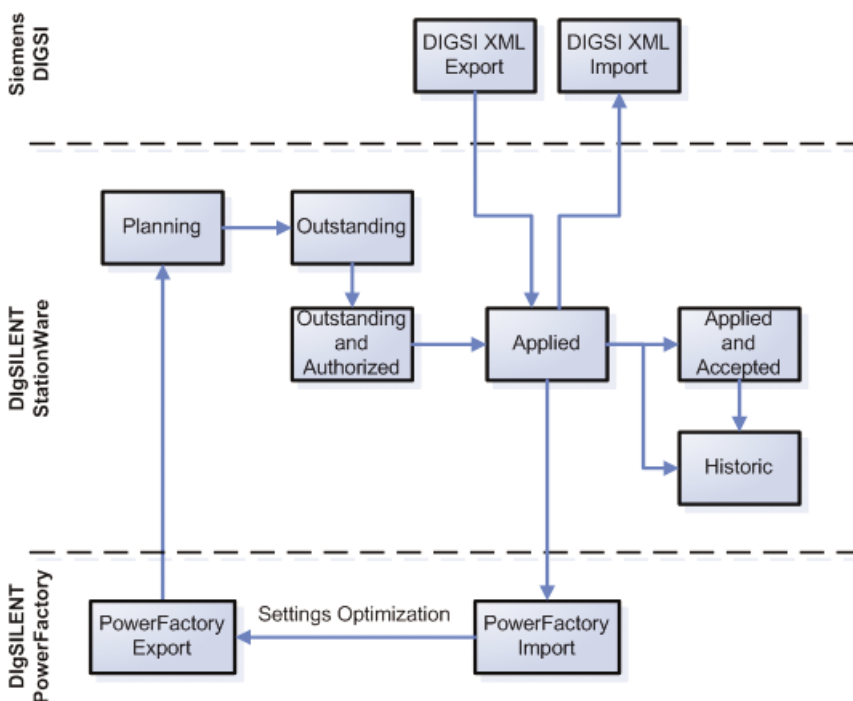 Siemens
DIGSI
DIGSI XML
Export
DIGSI XML
Import
DIgSILENT
StationWare
Planning
Outstanding
Outstanding
and
Authorized
Applied
Applied
and
Accepted
Historic
DIgSILENT
PowerFactory
PowerFactory
Export
Settings Optimization
PowerFactory
Import